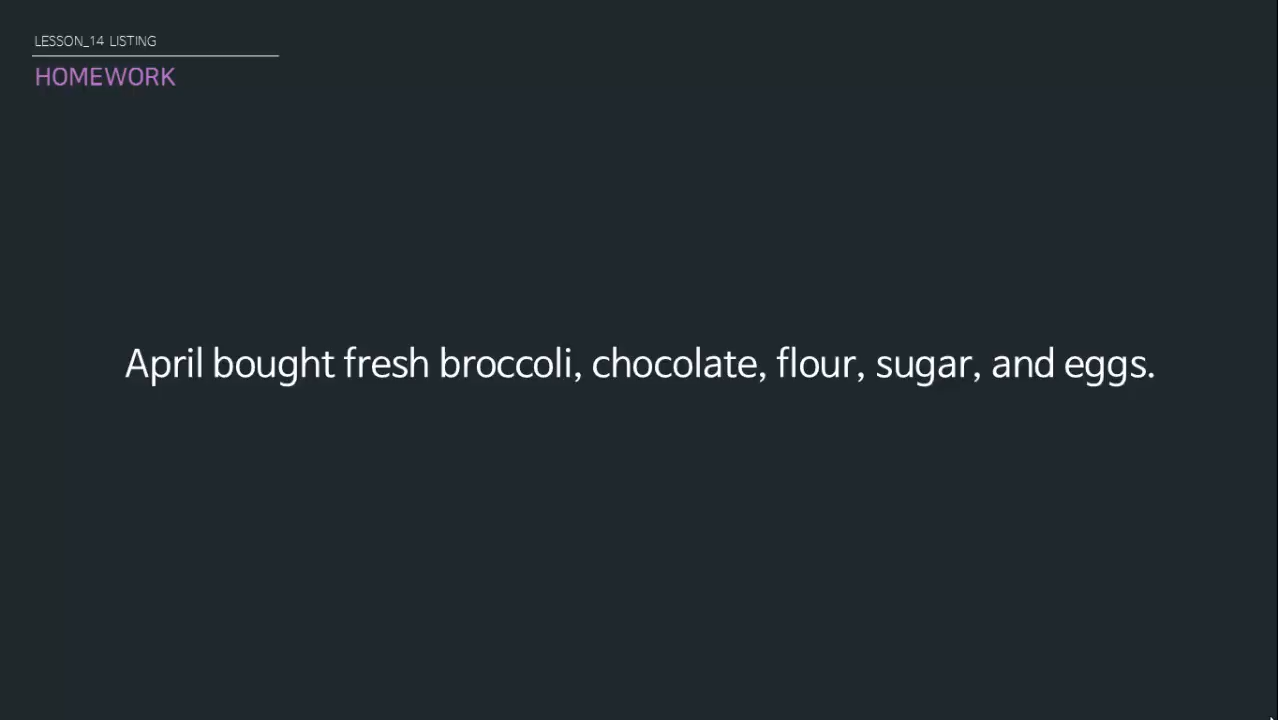 LESSON_14 LISTING
HOMEWORK
April bought fresh broccoli, chocolate, flour, sugar, and eggs.